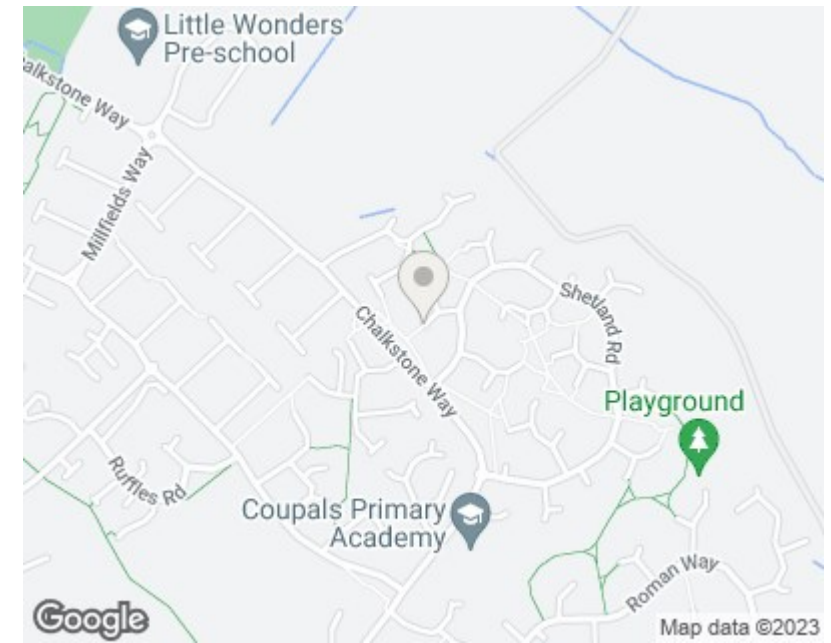 Little Wonders
Pre-school
alkstone Way
Millfields Way
Shetland Rd
Chalkstone Way
Playground
Ruffles Rd
Coupals Primary
Academy
Roman Way
Google
Map data ©2023